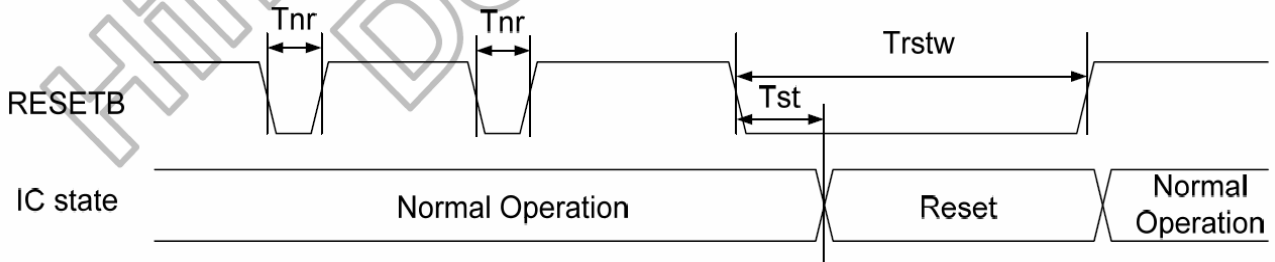 Tnr
Tnr
Trstw
RESETB
Tst
IC state
Normal Operation
Reset
Normal
Operation